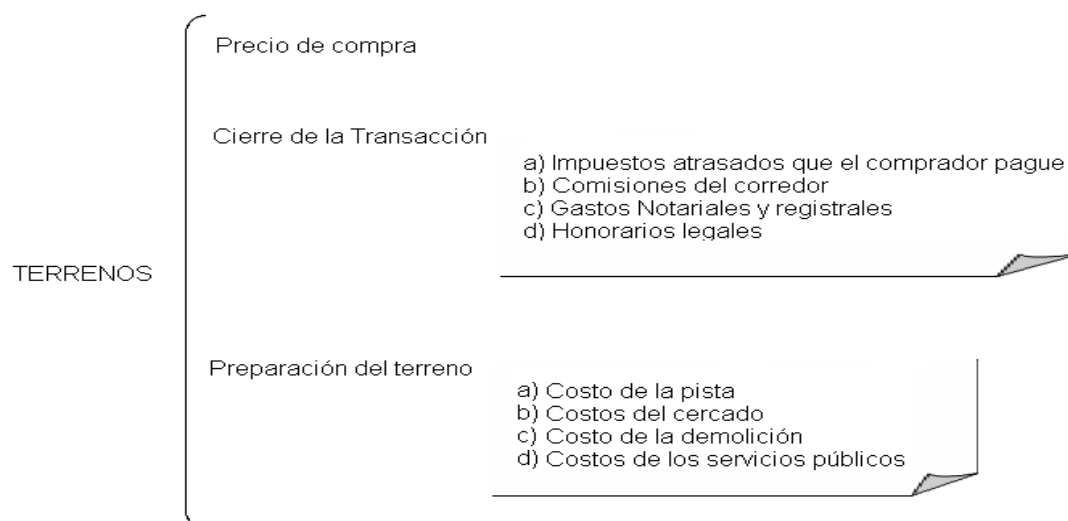 Precio de compra
Cierre de la Transacción
a) Impuestos atrasados que el comprador pague
b) Comisiones del corredor
c) Gastos Notariales y registrales
d) Honorarios legales
TERRENOS
Preparación del terreno
a) Costo de la pista
b) Costos del cercado
c) Costo de la demolición
d) Costos de los servicios públicos